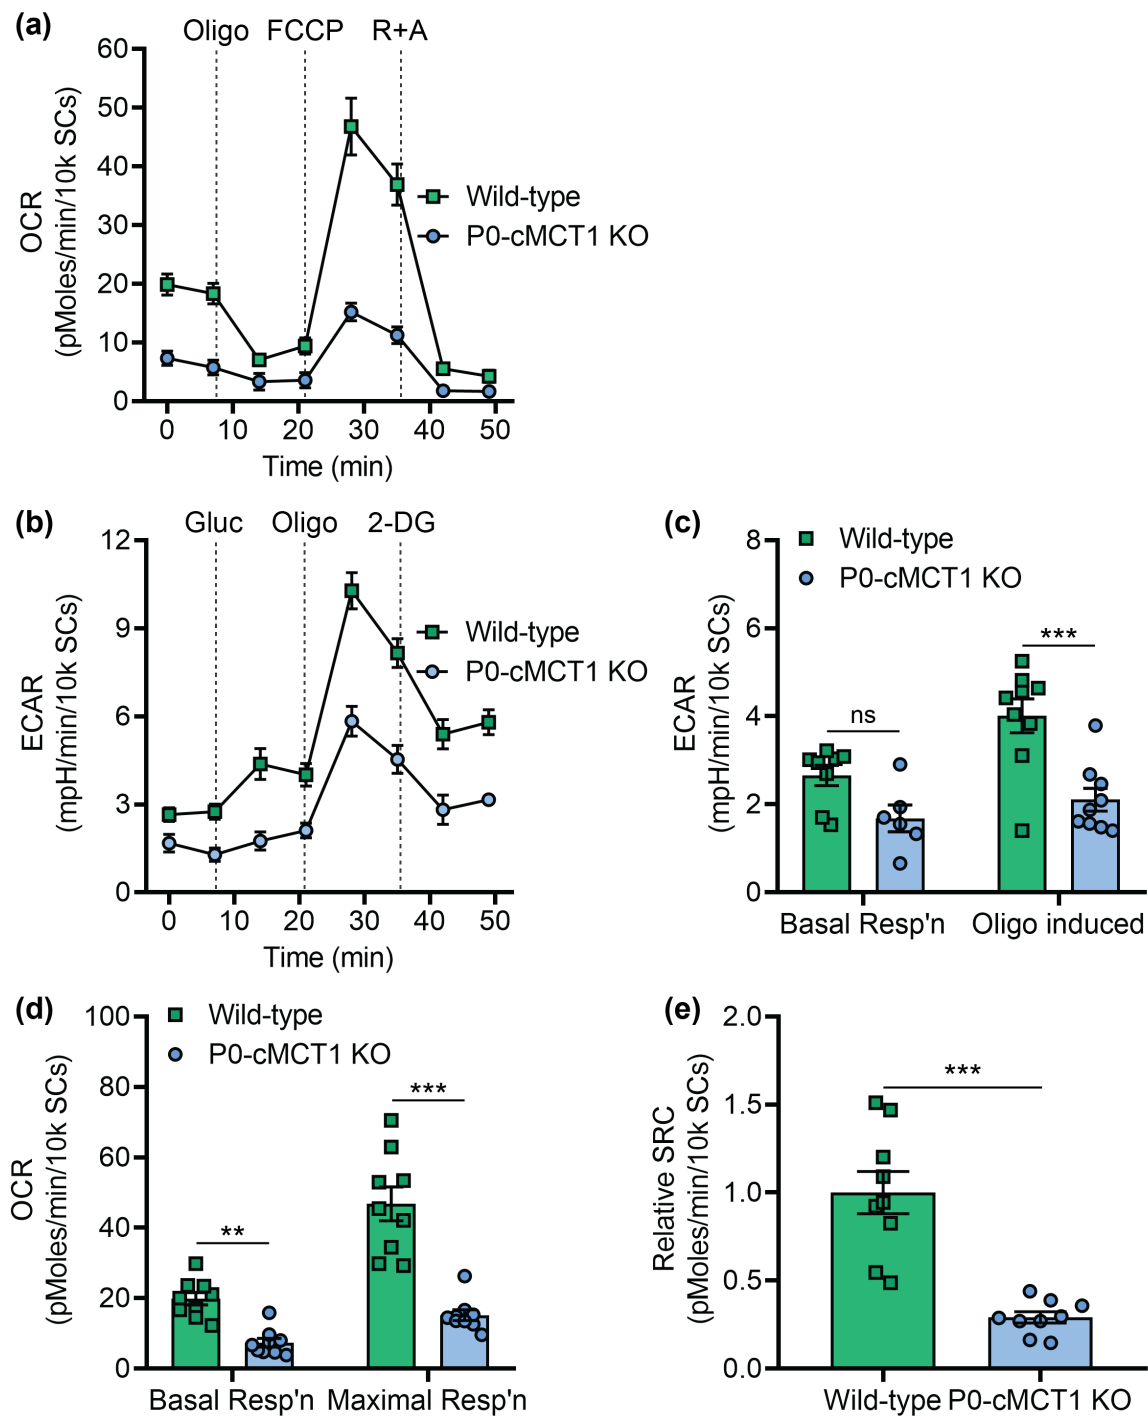 (a)
Oligo FCCP R+A
60
50
40
30
20
10
0
OCR
(pMoles/min/10k SCs)
Wild-type
P0-cMCT1 KO
0 10 20 30 40 50
Time (min)
(b)
Gluc Oligo 2-DG
12
9
6
3
0
ECAR
(mpH/min/10k SCs)
Wild-type
P0-cMCT1 KO
0 10 20 30 40 50
Time (min)
(c)
Wild-type
P0-cMCT1 KO
8
6
4
2
0
ECAR
(mpH/min/10k SCs)
ns
***
Basal Resp'n Oligo induced
(d)
Wild-type
P0-cMCT1 KO
100
80
60
40
20
0
OCR
(pMoles/min/10k SCs)
**
***
Basal Resp'n Maximal Resp'n
(e)
2.0
1.5
1.0
0.5
0.0
Relative SRC
(pMoles/min/10k SCs)
***
Wild-type P0-cMCT1 KO